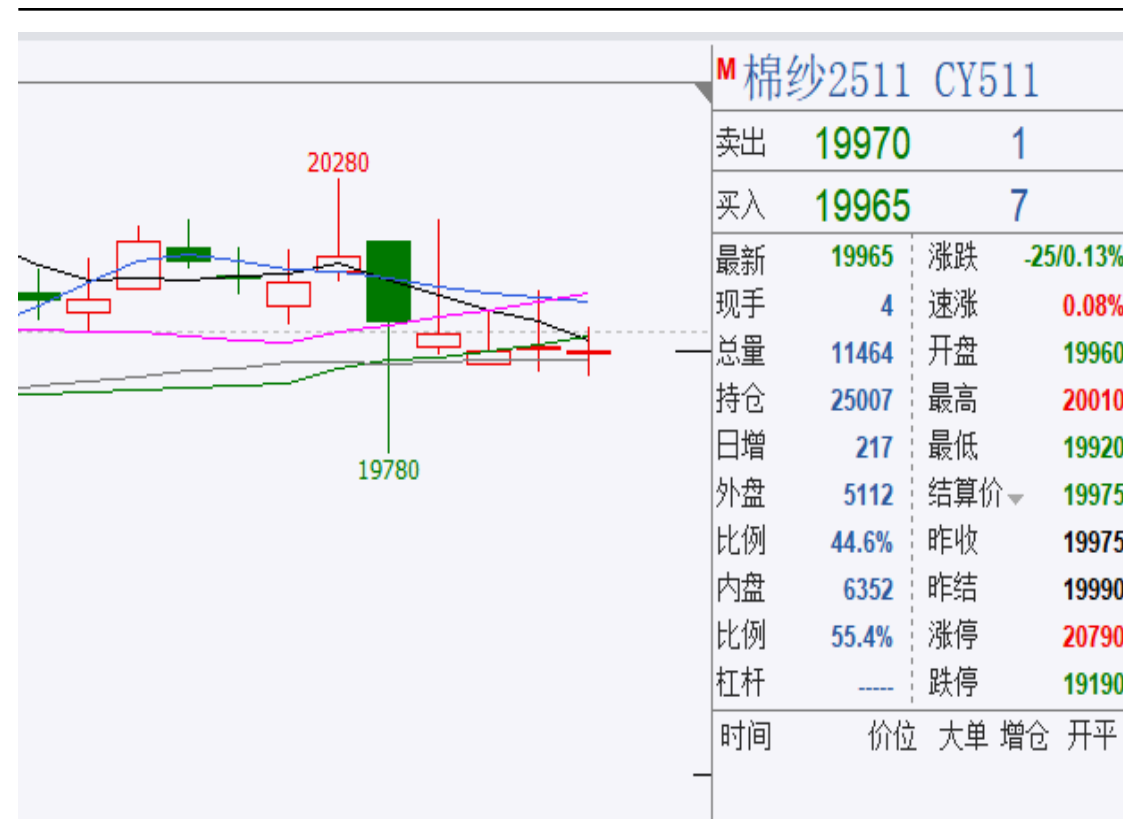 M 棉纱2511 CY511
卖出 19970 1
买入 19965 7
最新 19965 涨跌 -25/0.13%
现手 4 速涨 0.08%
总量 11464 开盘 19960
持仓 25007 最高 20010
日增 217 最低 19920
外盘 5112 结算价 19975
比例 44.6% 昨收 19975
内盘 6352 昨结 19990
比例 55.4% 涨停 20790
杠杆 ----- 跌停 19190
时间 价位 大单 增仓 开平
20280
19780